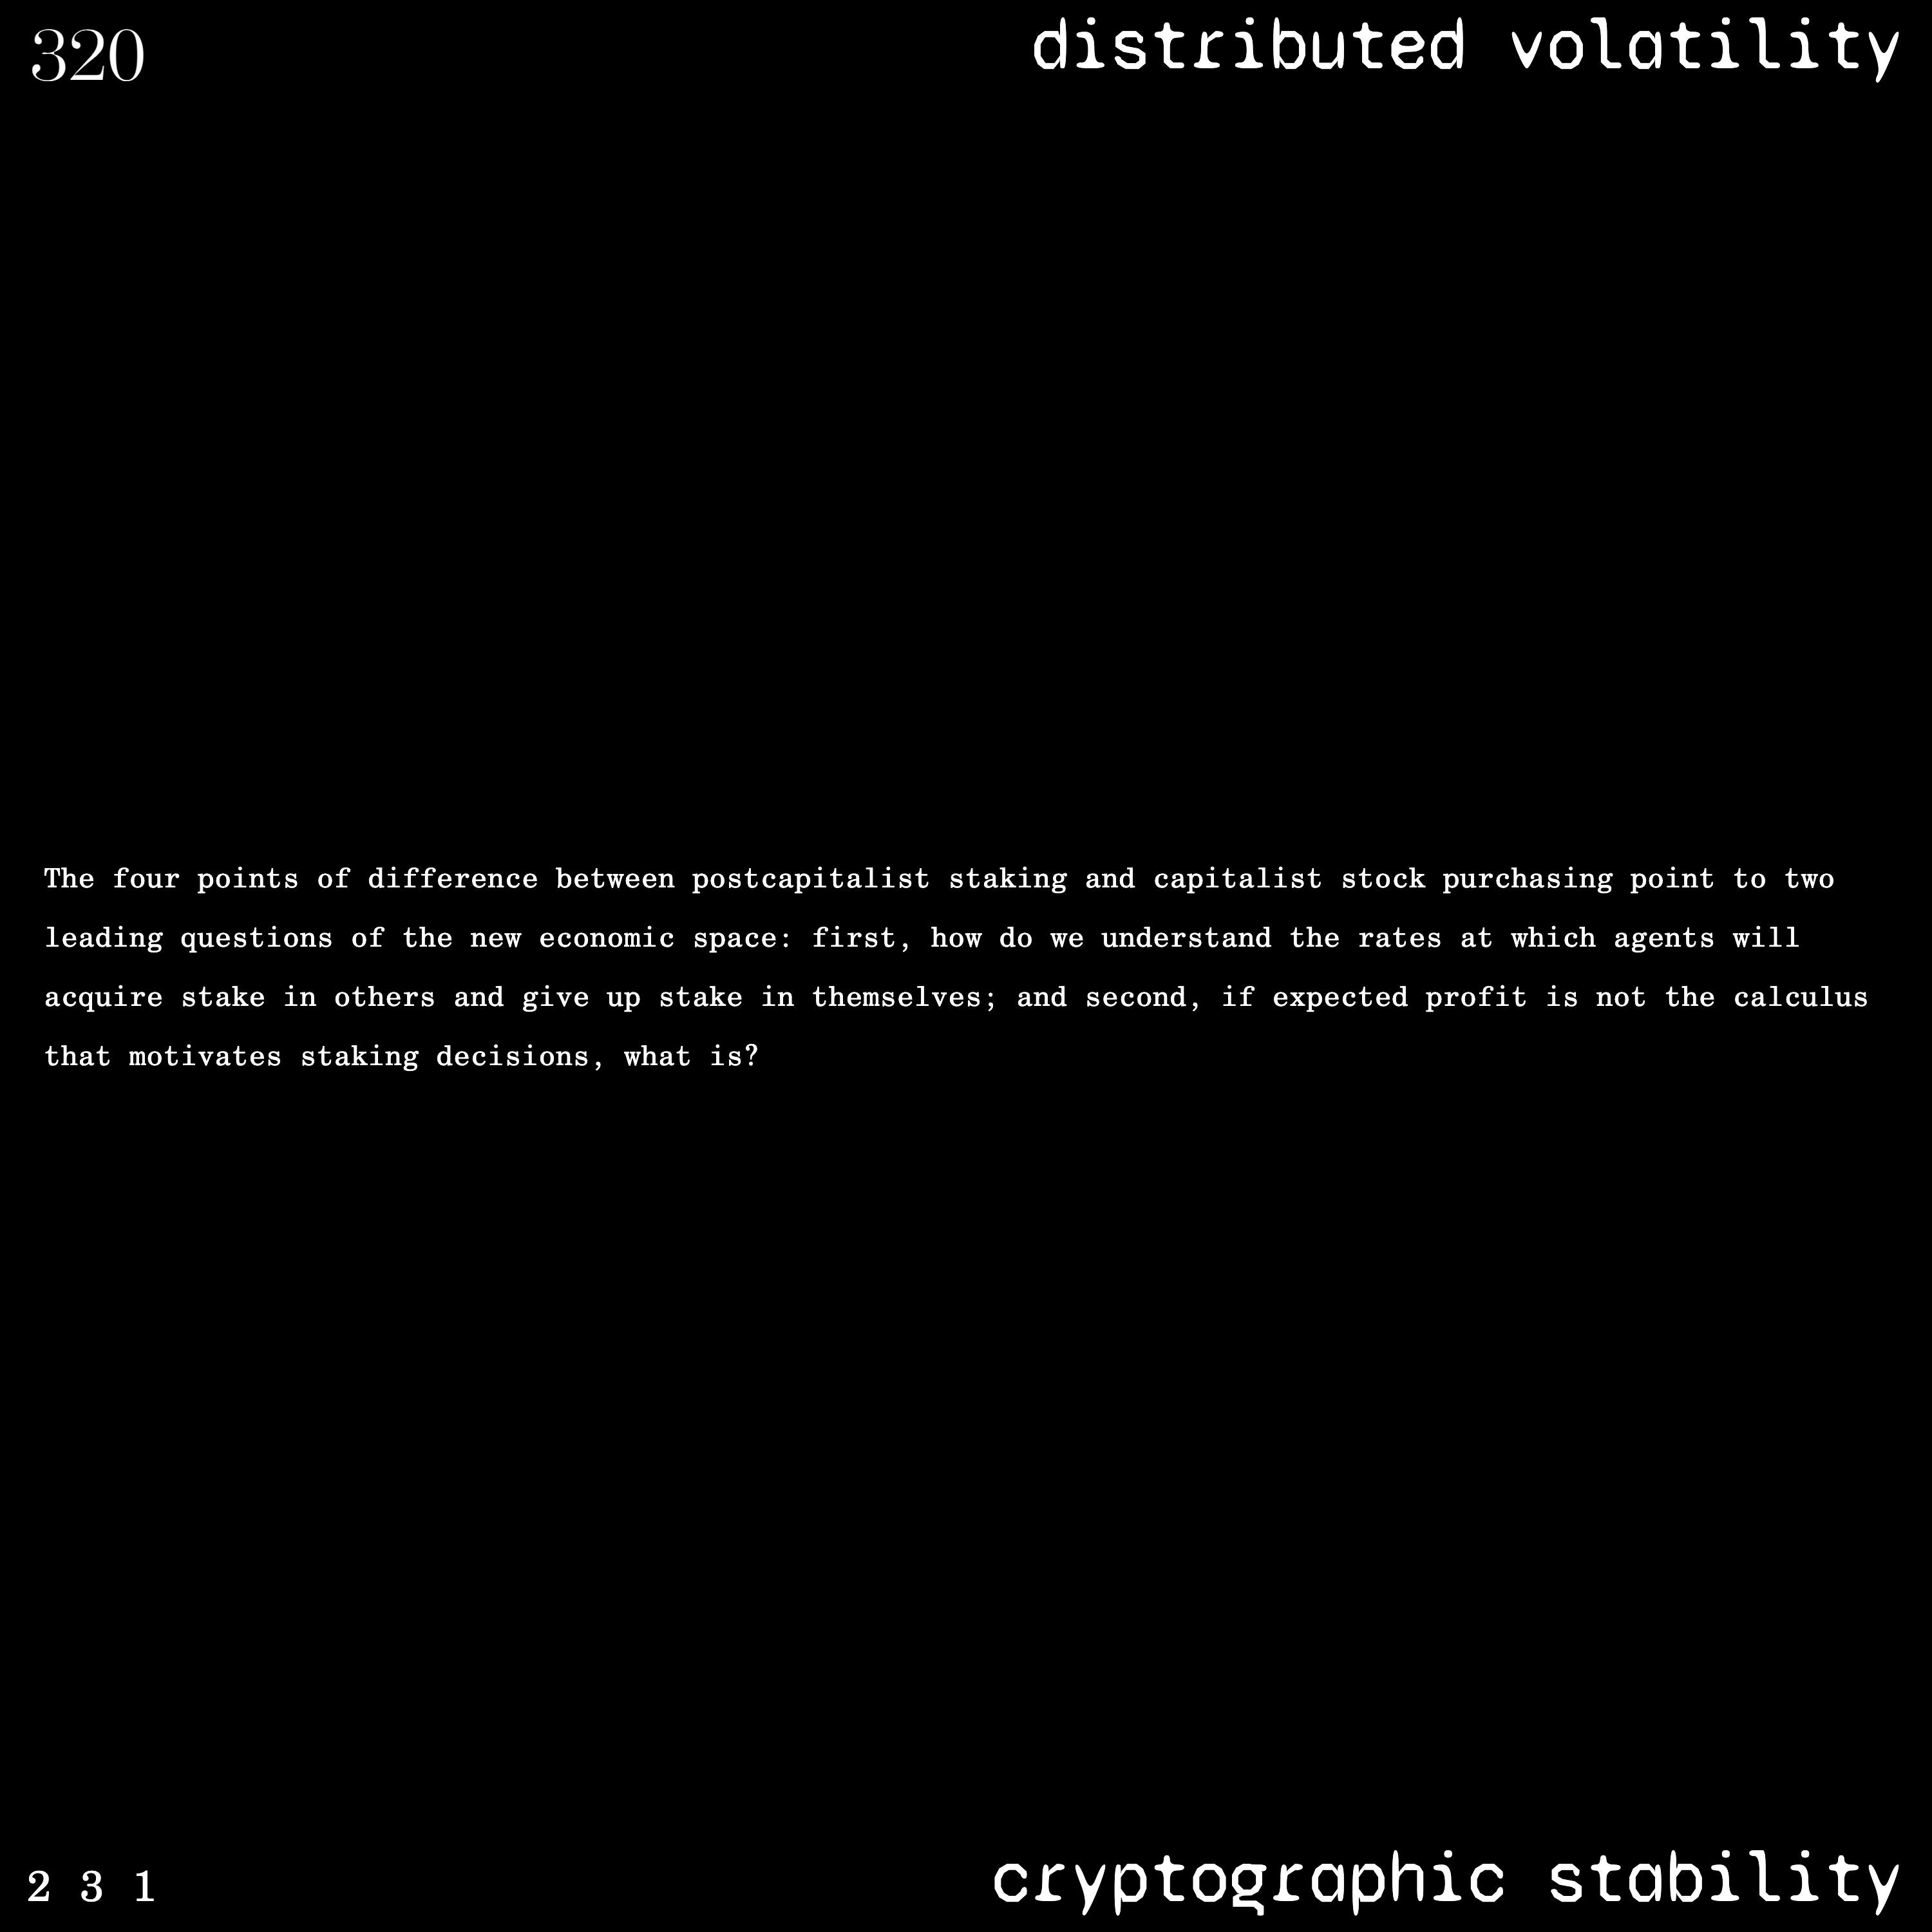 320
distributed volatility
The four points of difference between postcapitalist staking and capitalist stock purchasing point to two
leading questions of the new economic space: first, how do we understand the rates at which agents will
acquire stake in others and give up stake in themselves; and second, if expected profit is not the calculus
that motivates staking decisions, what is?
2 3 1
cryptographic stability